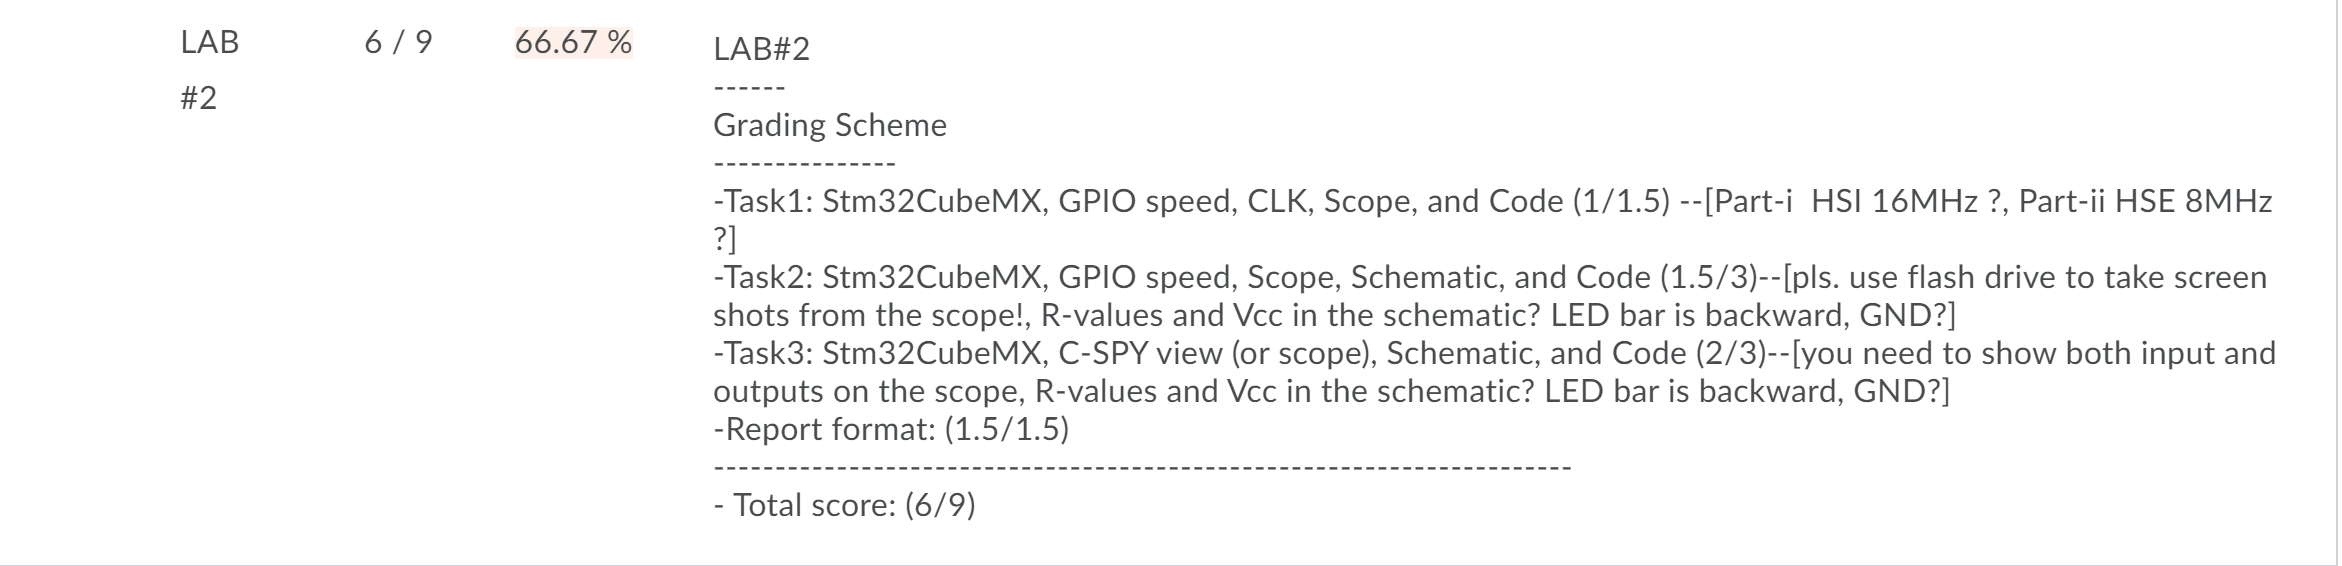 LAB
#2
6 / 9
66.67 %
LAB#2
------
Grading Scheme
---------------
-Task1: Stm32CubeMX, GPIO speed, CLK, Scope, and Code (1/1.5) --[Part-i  HSI 16MHz ?, Part-ii HSE 8MHz
?]
-Task2: Stm32CubeMX, GPIO speed, Scope, Schematic, and Code (1.5/3)--[pls. use flash drive to take screen
shots from the scope!, R-values and Vcc in the schematic? LED bar is backward, GND?]
-Task3: Stm32CubeMX, C-SPY view (or scope), Schematic, and Code (2/3)--[you need to show both input and
outputs on the scope, R-values and Vcc in the schematic? LED bar is backward, GND?]
-Report format: (1.5/1.5)
-----------------------------------------------------------------------
- Total score: (6/9)